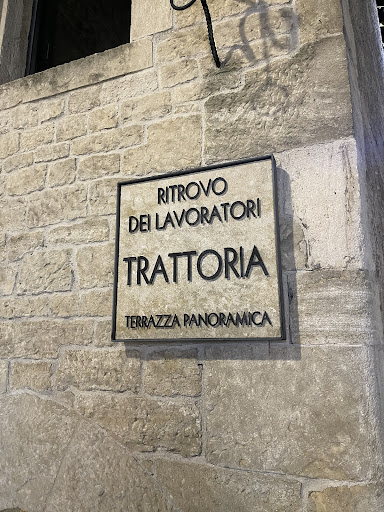 RITROVO
DEI LAVORATORI
TRATTORIA
TERRAZZA PANORAMICA